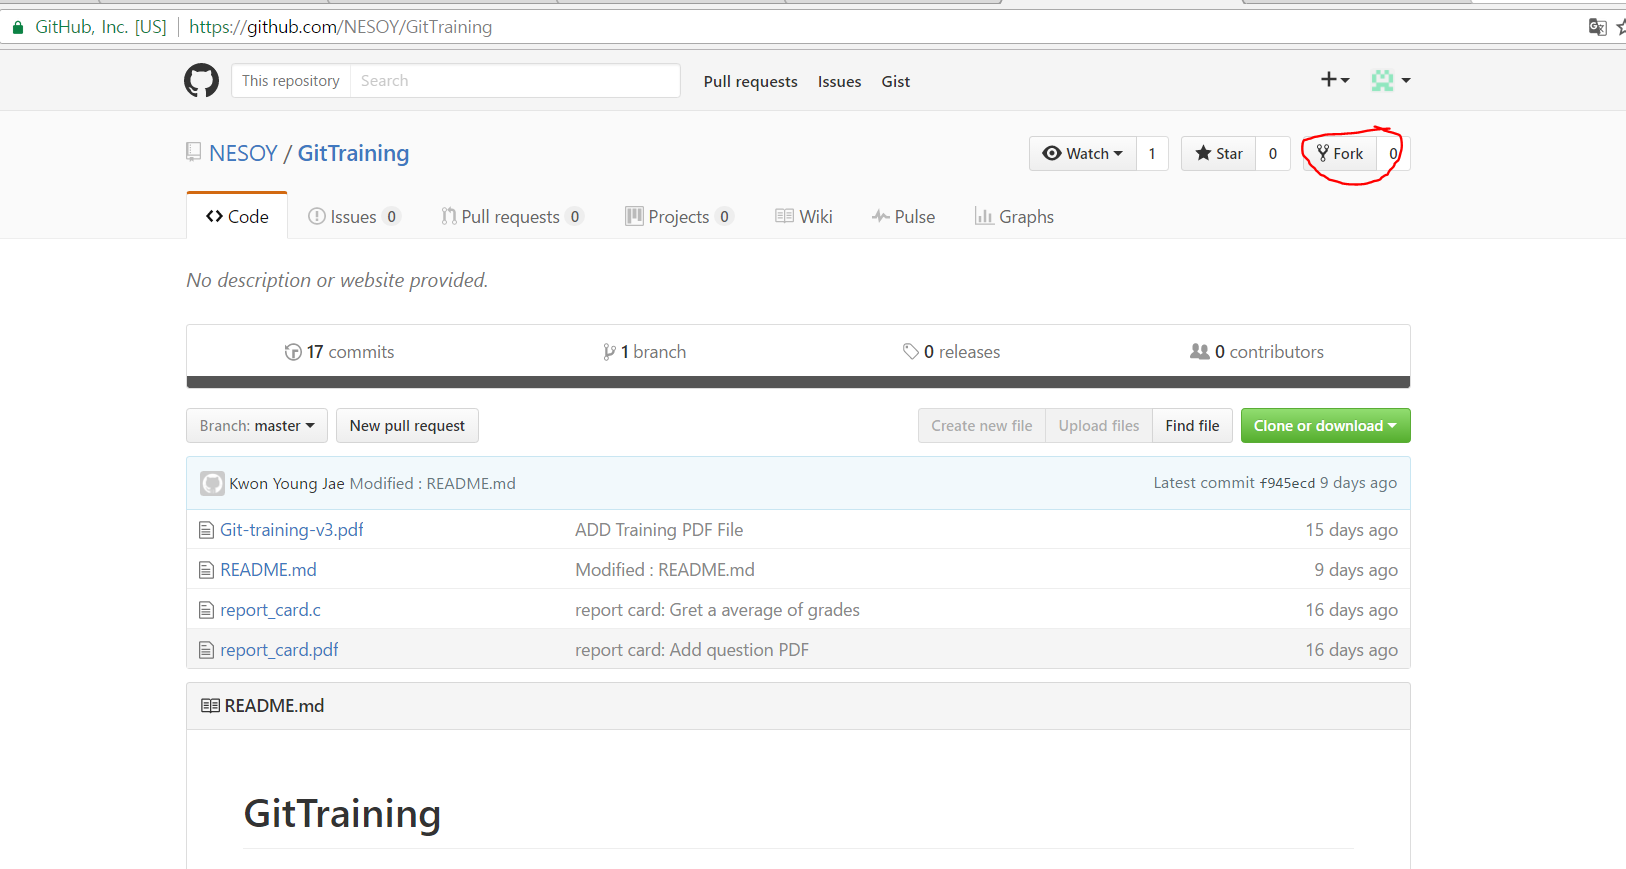 GitHub, Inc. [US] https://github.com/NESOY/GitTraining
This repository Search Pull requests Issues Gist
NESOY / GitTraining Watch 1 Star 0 Fork 0
Code Issues 0 Pull requests 0 Projects 0 Wiki Pulse Graphs
No description or website provided.
17 commits 1 branch 0 releases 0 contributors
Branch: master New pull request Create new file Upload files Find file Clone or download
Kwon Young Jae Modified : README.md Latest commit f945ecd 9 days ago
Git-training-v3.pdf ADD Training PDF File 15 days ago
README.md Modified : README.md 9 days ago
report_card.c report card: Gret a average of grades 16 days ago
report_card.pdf report card: Add question PDF 16 days ago
README.md
GitTraining